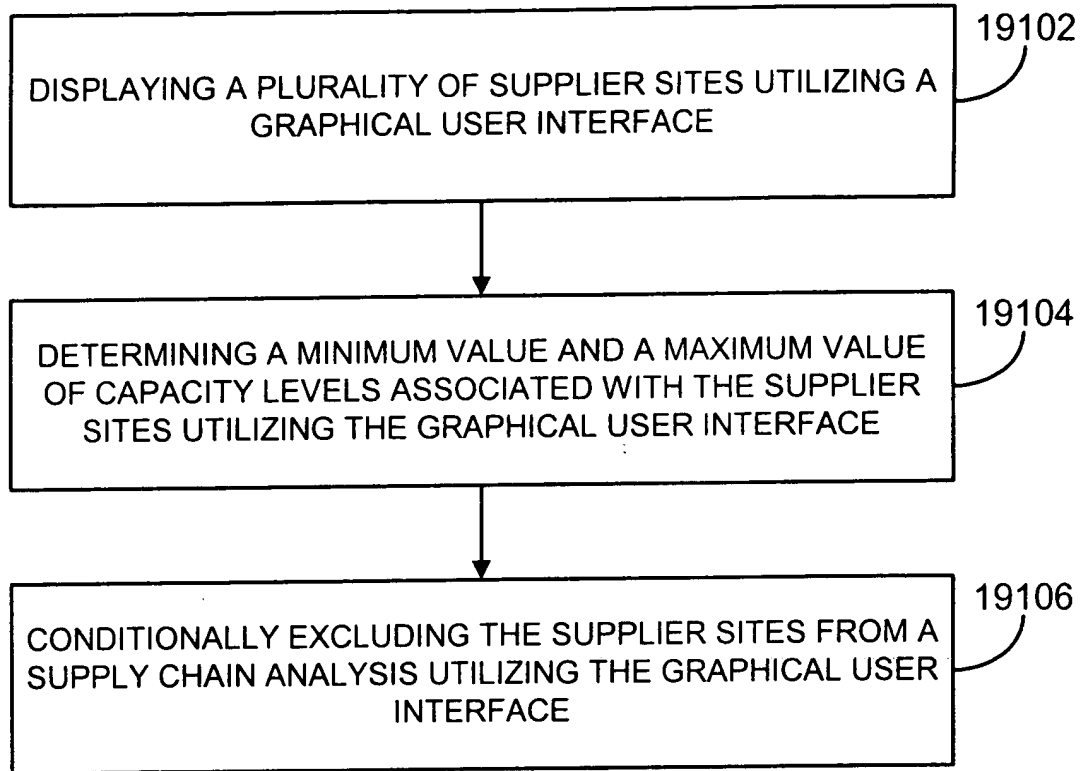 19102
DISPLAYING A PLURALITY OF SUPPLIER SITES UTILIZING A
GRAPHICAL USER INTERFACE
19104
DETERMINING A MINIMUM VALUE AND A MAXIMUM VALUE
OF CAPACITY LEVELS ASSOCIATED WITH THE SUPPLIER
SITES UTILIZING THE GRAPHICAL USER INTERFACE
19106
CONDITIONALLY EXCLUDING THE SUPPLIER SITES FROM A
SUPPLY CHAIN ANALYSIS UTILIZING THE GRAPHICAL USER
INTERFACE